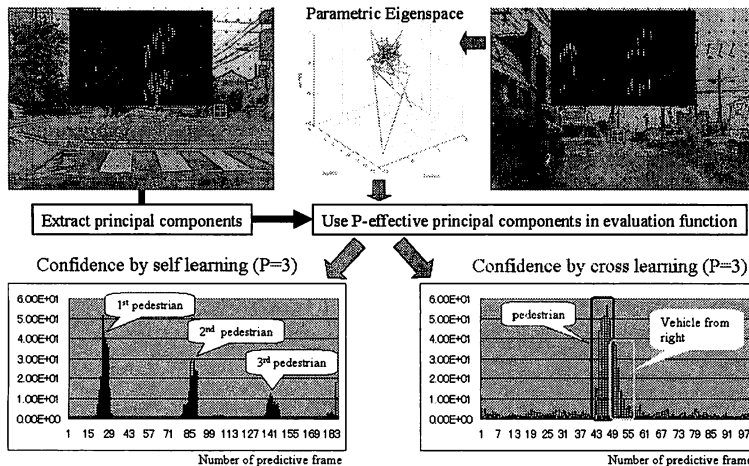 Parametric Eigenspace
Extract principal components
Use P-effective principal components in evaluation function
Confidence by self learning (P=3)
6.00E+01
5.00E+01
4.00E+01
3.00E+01
2.00E+01
1.00E+01
0.00E+00
1st pedestrian
2nd pedestrian
3rd pedestrian
1 15 29 43 57 71 85 99 113 127 141 155 169 183
Number of predictive frame
Confidence by cross learning (P=3)
6.00E+01
5.00E+01
4.00E+01
3.00E+01
2.00E+01
1.00E+01
0.00E+00
pedestrian
Vehicle from
right
1 7 13 19 25 31 37 43 49 55 61 67 73 79 85 91 97
Number of predictive frame